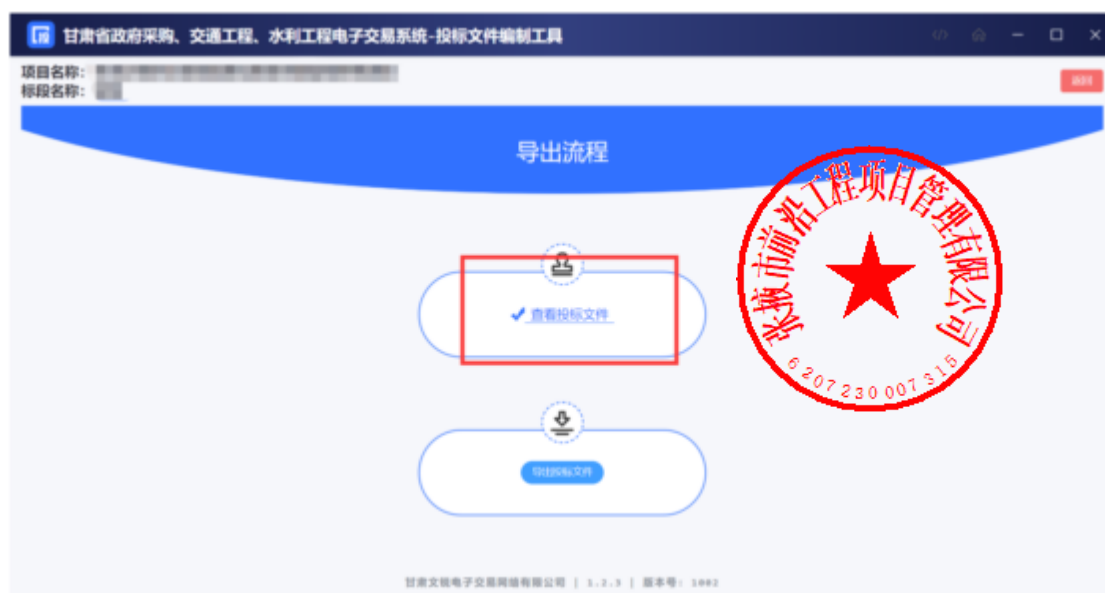 甘肃省政府采购、交通工程、水利工程电子交易系统-投标文件编制工具
项目名称：
标段名称：
返回
导出流程
张掖市前沿工程项目管理有限公司
6207230007315
查看投标文件
导出投标文件
甘肃文锐电子交易网络有限公司 | 1.2.3 | 版本号：1002